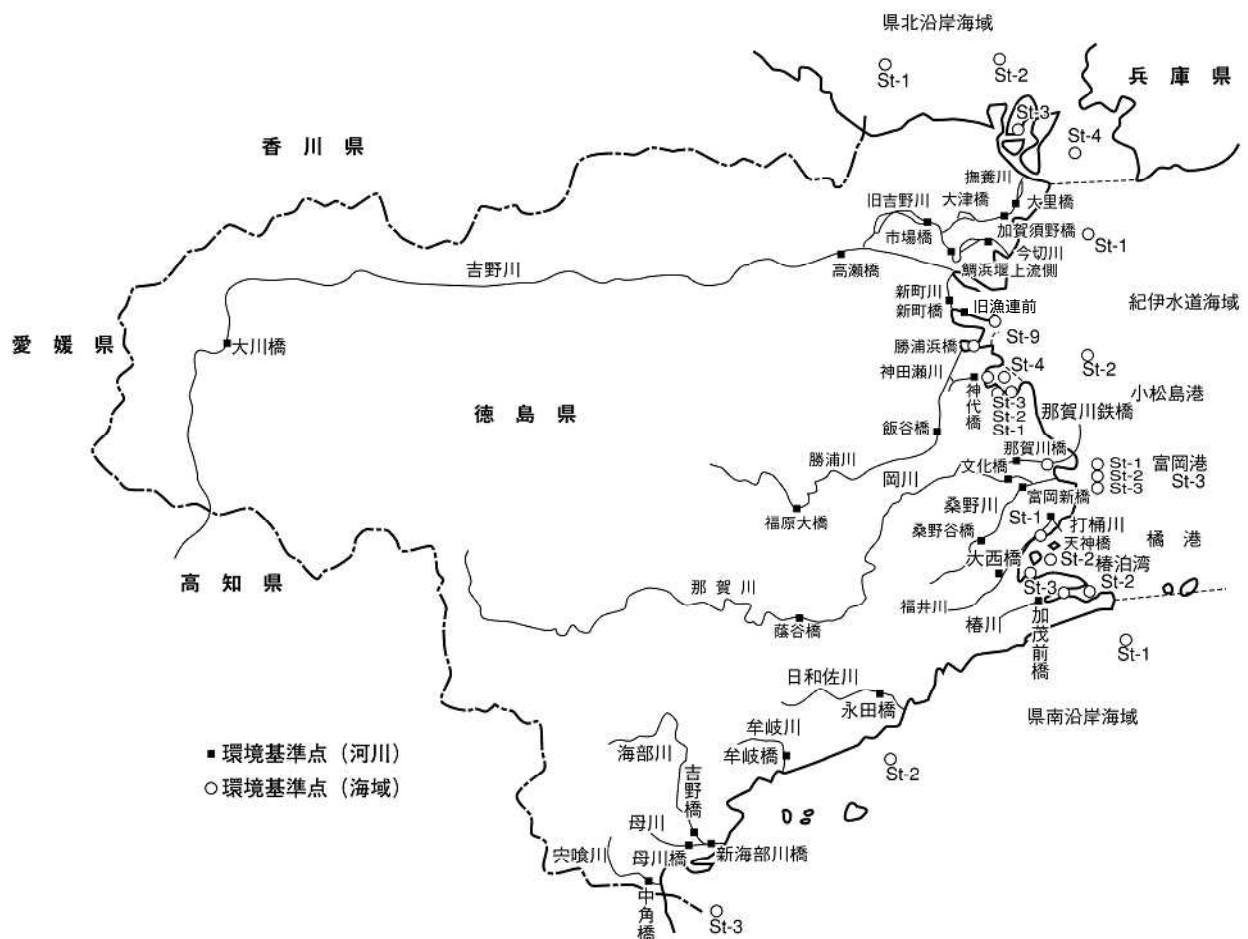 県北沿岸海域
St-1
St-2
兵庫県
St-3
St-4
香川県
撫養川
旧吉野川
大津橋
大里橋
市場橋
加賀須野橋
今切川
St-1
吉野川
高瀬橋
鯛浜堰上流側
新町川
新町橋
旧漁連前
紀伊水道海域
愛媛県
大川橋
St-9
勝浦浜橋
St-2
神田瀬川
St-4
小松島港
徳島県
神代橋
St-3
St-2
St-1
那賀川鉄橋
飯谷橋
那賀川橋
勝浦川
文化橋
St-1
富岡港
岡川
St-2
St-3
St-3
富岡新橋
桑野川
福原大橋
St-1
打桶川
桑野谷橋
天神橋
橘港
大西橋
St-2
椿泊湾
高知県
St-3
St-2
那賀川
福井川
蔭谷橋
椿川
加茂前橋
St-1
日和佐川
永田橋
県南沿岸海域
牟岐川
海部川
牟岐橋
■環境基準点(河川)
吉野橋
St-2
○環境基準点(海域)
母川
宍喰川
母川橋
新海部川橋
中角橋
St-3